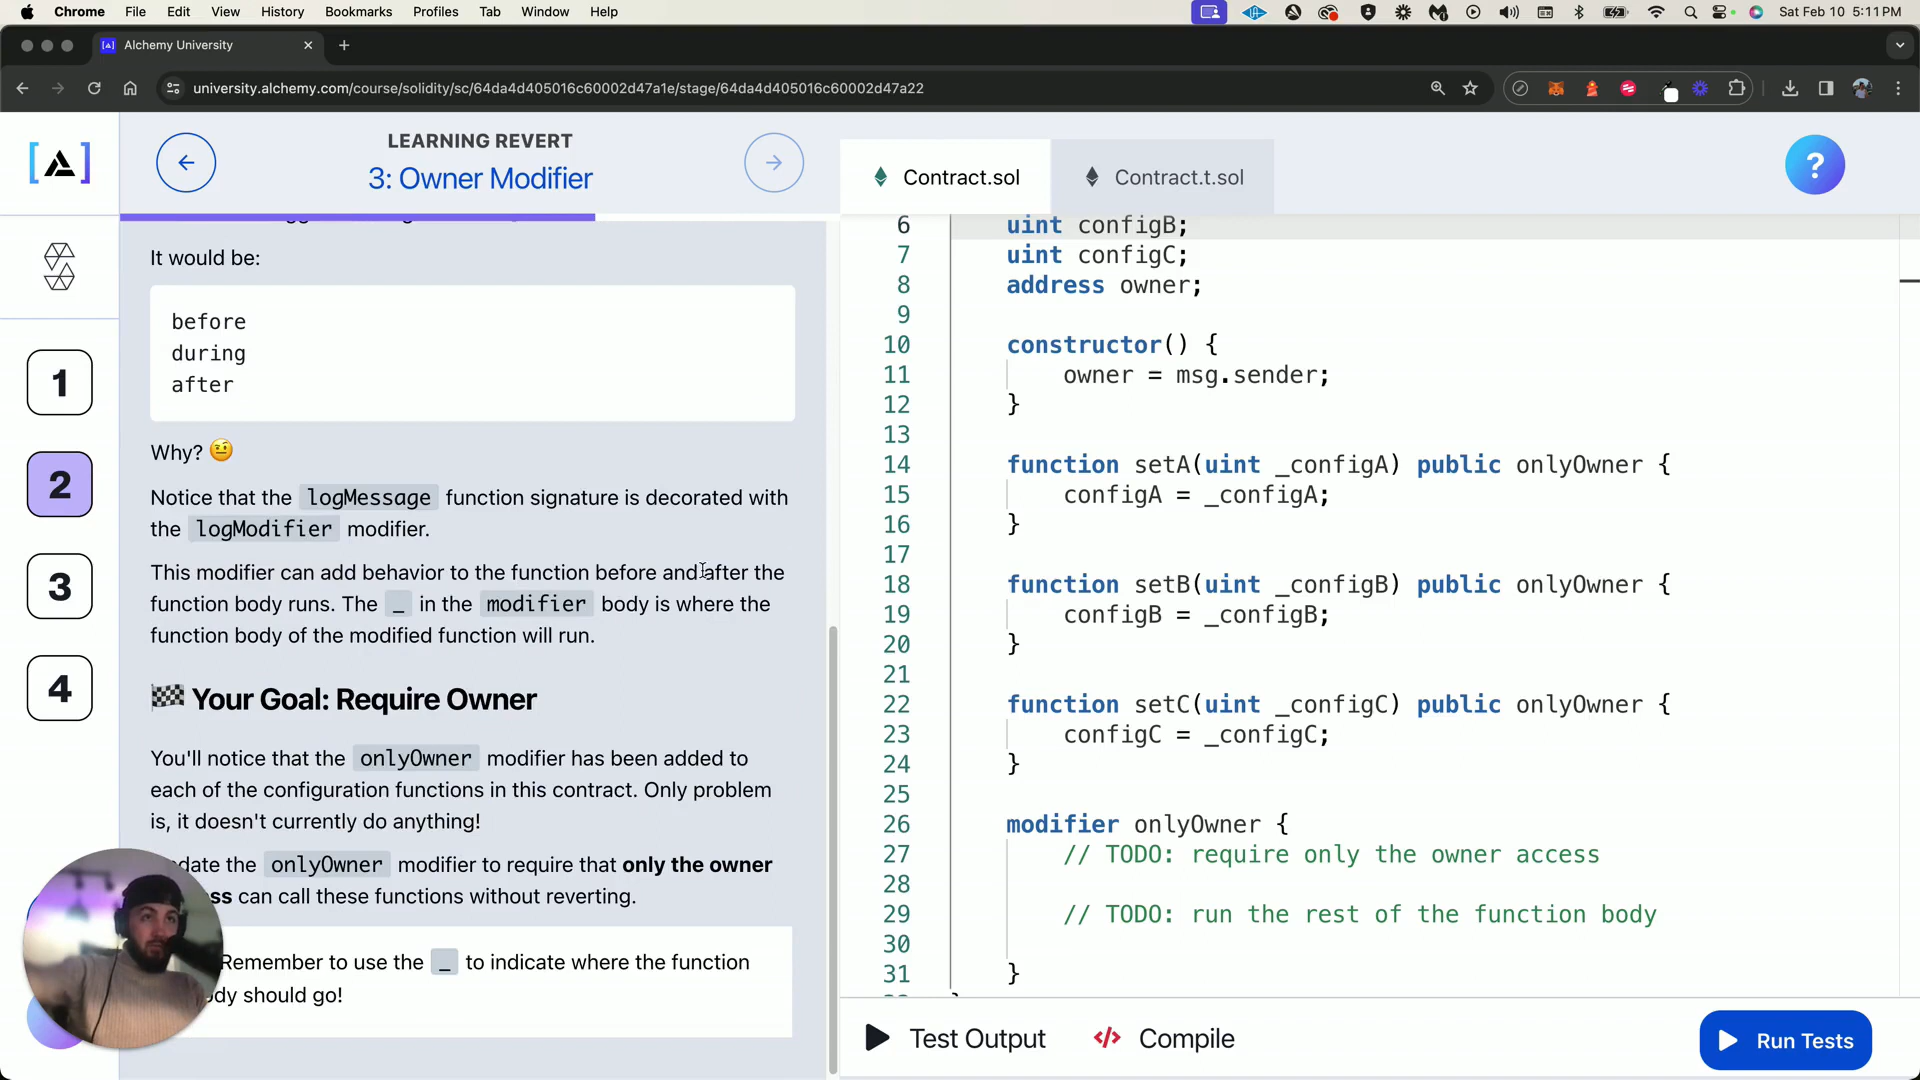 Chrome File Edit View History Bookmarks Profiles Tab Window Help Sat Feb 10 5:11 PM
Alchemy University
university.alchemy.com/course/solidity/sc/64da4d405016c60002d47a1e/stage/64da4d405016c60002d47a22
LEARNING REVERT
3: Owner Modifier
It would be:
before
during
after
Why? 🤨
Notice that the logMessage function signature is decorated with
the logModifier modifier.
This modifier can add behavior to the function before and after the
function body runs. The _ in the modifier body is where the
function body of the modified function will run.
🏁 Your Goal: Require Owner
You'll notice that the onlyOwner modifier has been added to
each of the configuration functions in this contract. Only problem
is, it doesn't currently do anything!
date the onlyOwner modifier to require that only the owner
ss can call these functions without reverting.
Remember to use the _ to indicate where the function
dy should go!
1
2
3
4
Contract.sol Contract.t.sol
?
6 uint configB;
7 uint configC;
8 address owner;
9
10 constructor() {
11 owner = msg.sender;
12 }
13
14 function setA(uint _configA) public onlyOwner {
15 configA = _configA;
16 }
17
18 function setB(uint _configB) public onlyOwner {
19 configB = _configB;
20 }
21
22 function setC(uint _configC) public onlyOwner {
23 configC = _configC;
24 }
25
26 modifier onlyOwner {
27 // TODO: require only the owner access
28
29 // TODO: run the rest of the function body
30
31 }
Test Output </> Compile Run Tests